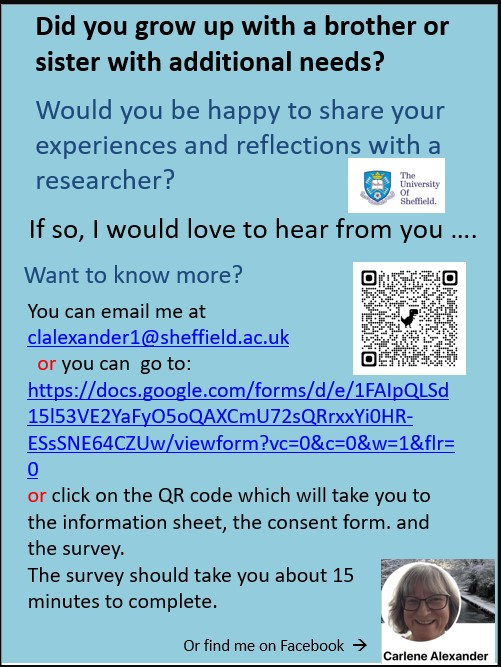 Did you grow up with a brother or
sister with additional needs?
Would you be happy to share your
experiences and reflections with a
researcher?
The
University
Of
Sheffield.
If so, I would love to hear from you ....
Want to know more?
You can email me at
clalexander1@sheffield.ac.uk
or you can go to:
https://docs.google.com/forms/d/e/1FAIpQLSd
15l53VE2YaFyO5oQAXCmU72sQRrxxYi0HR-
ESsSNE64CZUw/viewform?vc=0&c=0&w=1&flr=
0
or click on the QR code which will take you to
the information sheet, the consent form. and
the survey.
The survey should take you about 15
minutes to complete.
Or find me on Facebook →
Carlene Alexander